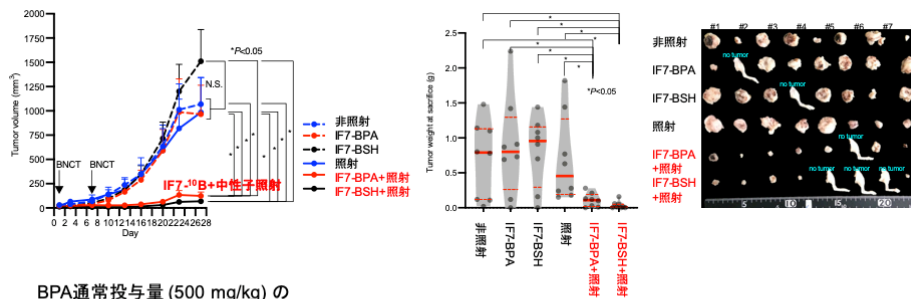 Tumor volume (mm³)
2000
1750
1500
1250
1000
750
500
250
0
BNCT
BNCT
*P<0.05
N.S.
* * * * * *
IF7-¹⁰B+中性子照射
0 2 4 6 8 10 12 14 16 18 20 22 24 26 28
Day
非照射
IF7-BPA
IF7-BSH
照射
IF7-BPA+照射
IF7-BSH+照射
Tumor weight at sacrifice (g)
2.5
2.0
1.5
1.0
0.5
0.0
* * * * * * * *
*P<0.05
非照射
IF7-BPA
IF7-BSH
照射
IF7-BPA+照射
IF7-BSH+照射
#1 #2 #3 #4 #5 #6 #7
非照射
IF7-BPA
IF7-BSH
照射
IF7-BPA
+照射
IF7-BSH
+照射
no tumor
no tumor
no tumor
no tumor
no tumor
no tumor
5 10 15 20
BPA通常投与量 (500 mg/kg) の